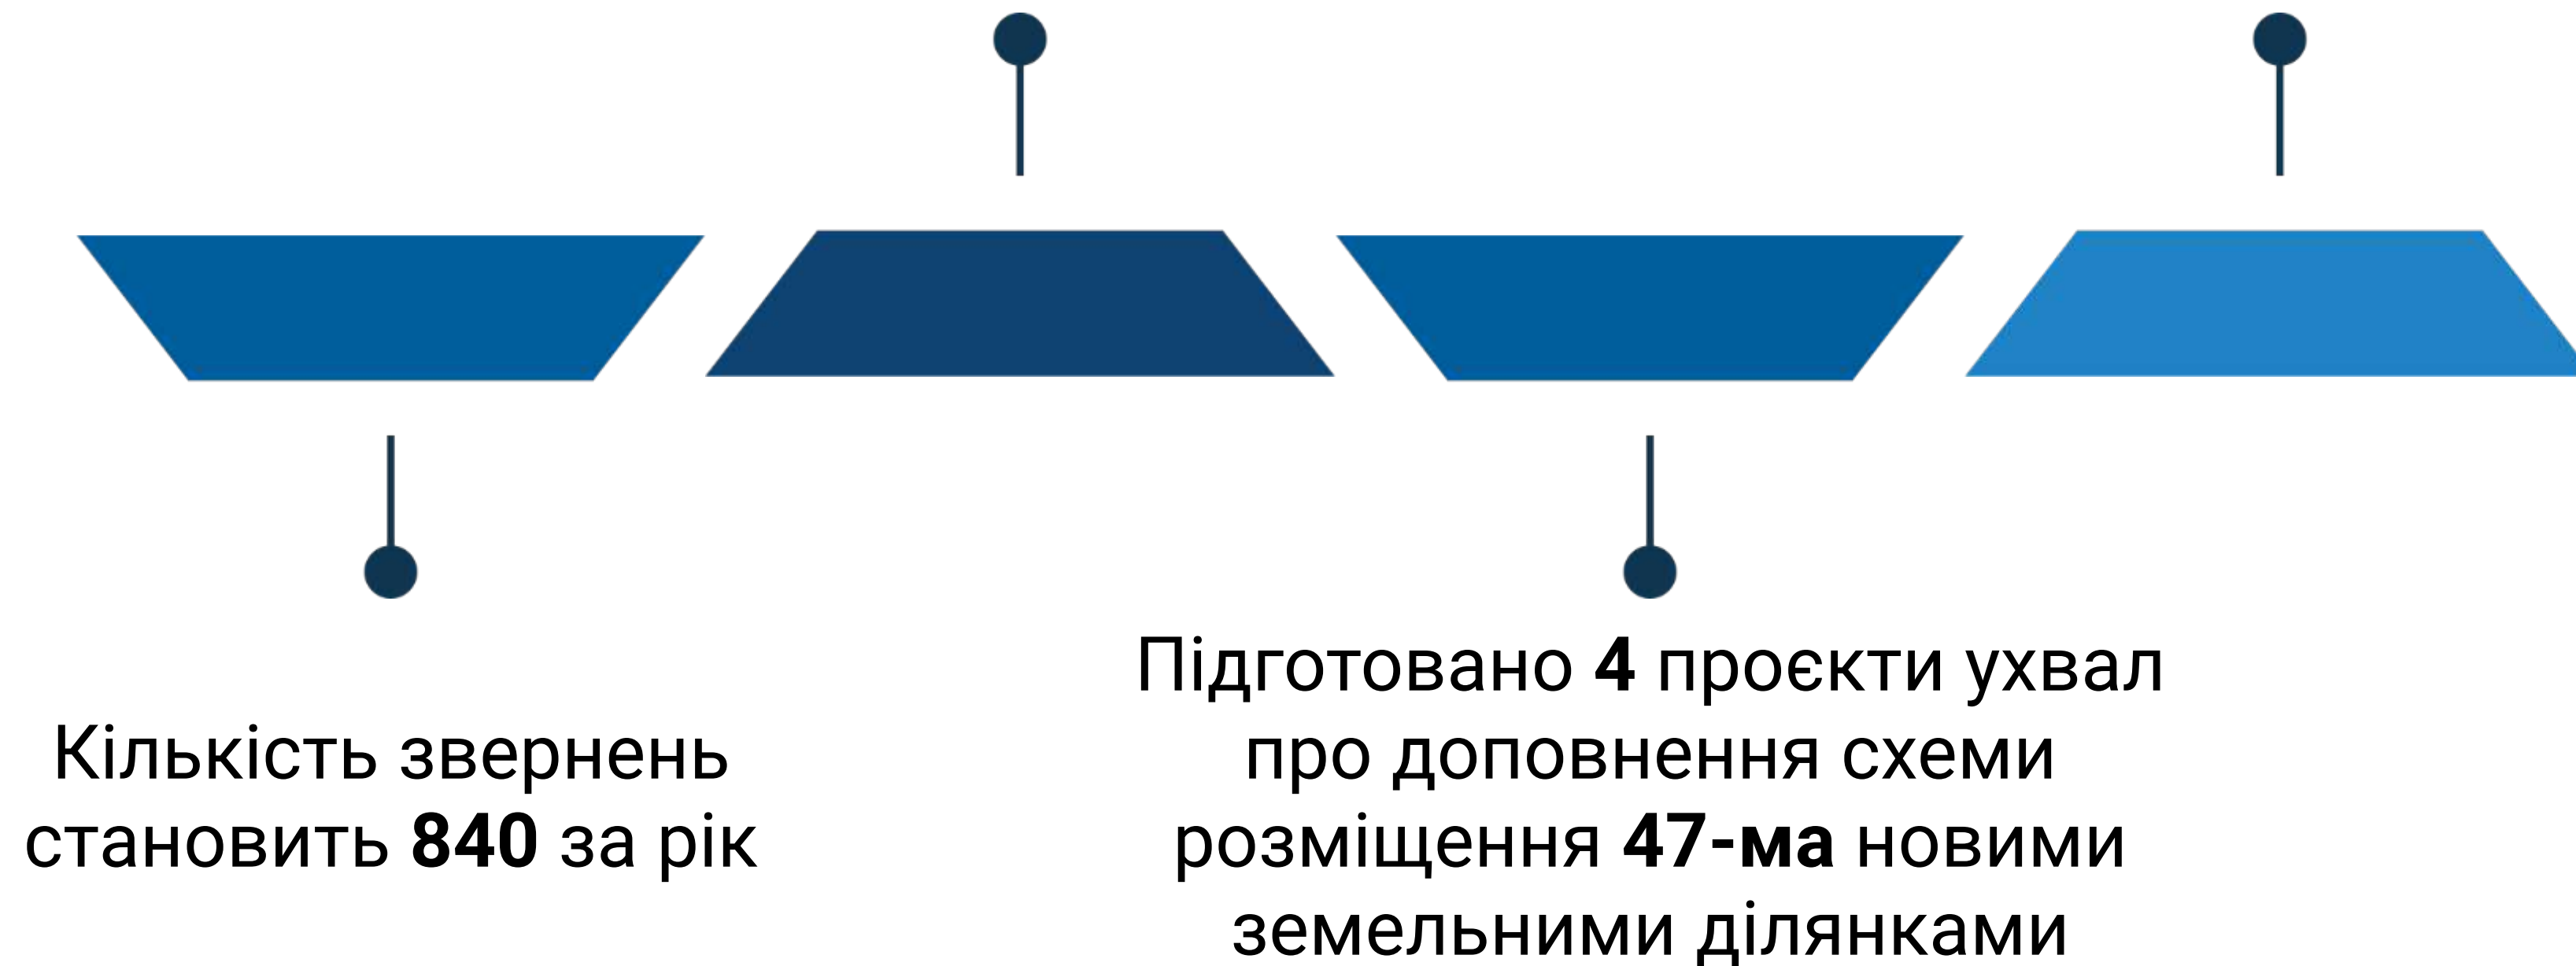 Кількість звернень
становить 840 за рік
Підготовано 4 проєкти ухвал
про доповнення схеми
розміщення 47-ма новими
земельними ділянками